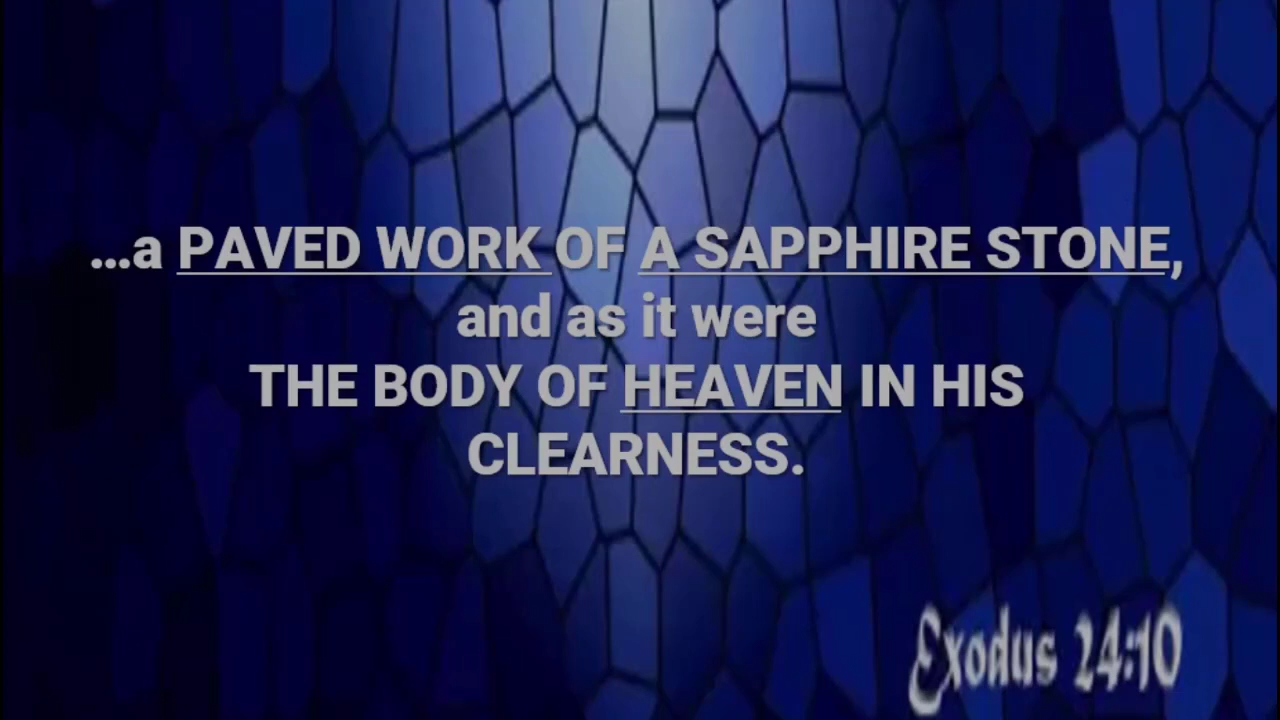 ...a PAVED WORK OF A SAPPHIRE STONE,
and as it were
THE BODY OF HEAVEN IN HIS
CLEARNESS.
Exodus 24:10